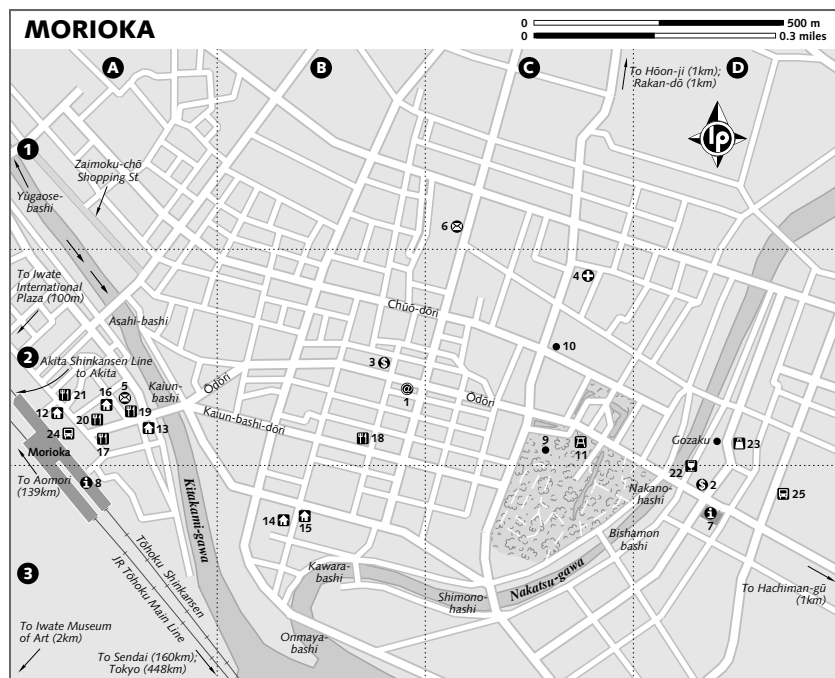 MORIOKA
0 500 m
0 0.3 miles
A
B
C
D
To Hōon-ji (1km);
Rakan-dō (1km)
lp
1
Zaimoku-chō
Shopping St
Yūgaose-
bashi
6
To Iwate
International
Plaza (100m)
4
Chūō-dōri
Asahi-bashi
10
2
Akita Shinkansen Line
to Akita
3 $
@
1
Ōdōri
Ōdōri
Kaiun-
bashi
Kaiun-bashi-dōri
21
16
5
12
19
20
13
24
17
Morioka
18
9
11
Gozaku
23
22
$ 2
25
i 7
Nakano-
hashi
To Aomori
(139km)
i 8
Kitakami-gawa
14
15
Bishamon
bashi
Kawara-
bashi
Nakatsu-gawa
3
Tōhoku Shinkansen
JR Tōhoku Main Line
Shimono-
hashi
To Hachiman-gū
(1km)
To Iwate Museum
of Art (2km)
Onmaya-
bashi
To Sendai (160km);
Tokyo (448km)